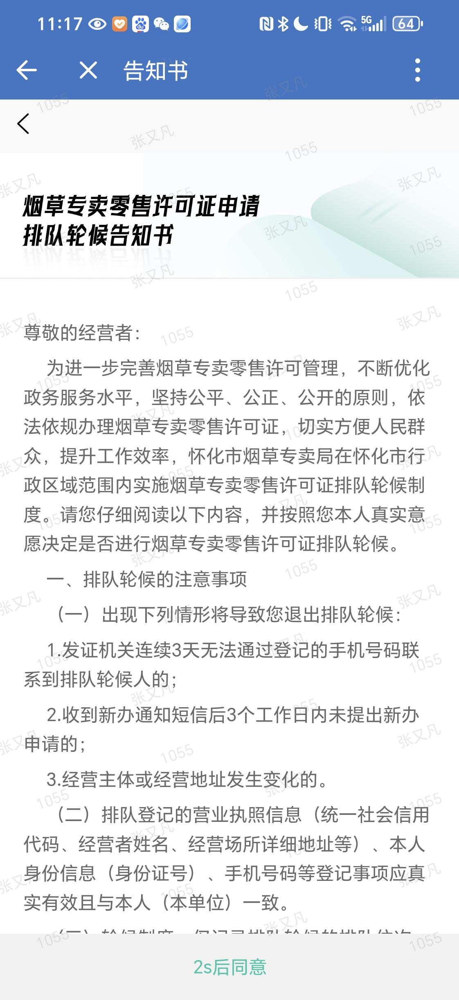 11:17
5G
64
告知书
烟草专卖零售许可证申请
排队轮候告知书
尊敬的经营者：
为进一步完善烟草专卖零售许可管理，不断优化
政务服务水平，坚持公平、公正、公开的原则，依
法依规办理烟草专卖零售许可证，切实方便人民群
众，提升工作效率，怀化市烟草专卖局在怀化市行
政区域范围内实施烟草专卖零售许可证排队轮候制
度。请您仔细阅读以下内容，并按照您本人真实意
愿决定是否进行烟草专卖零售许可证排队轮候。
一、排队轮候的注意事项
（一）出现下列情形将导致您退出排队轮候：
1.发证机关连续3天无法通过登记的手机号码联
系到排队轮候人的；
2.收到新办通知短信后3个工作日内未提出新办
申请的；
3.经营主体或经营地址发生变化的。
（二）排队登记的营业执照信息（统一社会信用
代码、经营者姓名、经营场所详细地址等）、本人
身份信息（身份证号）、手机号码等登记事项应真
实有效且与本人（本单位）一致。
2s后同意
张又凡
1055